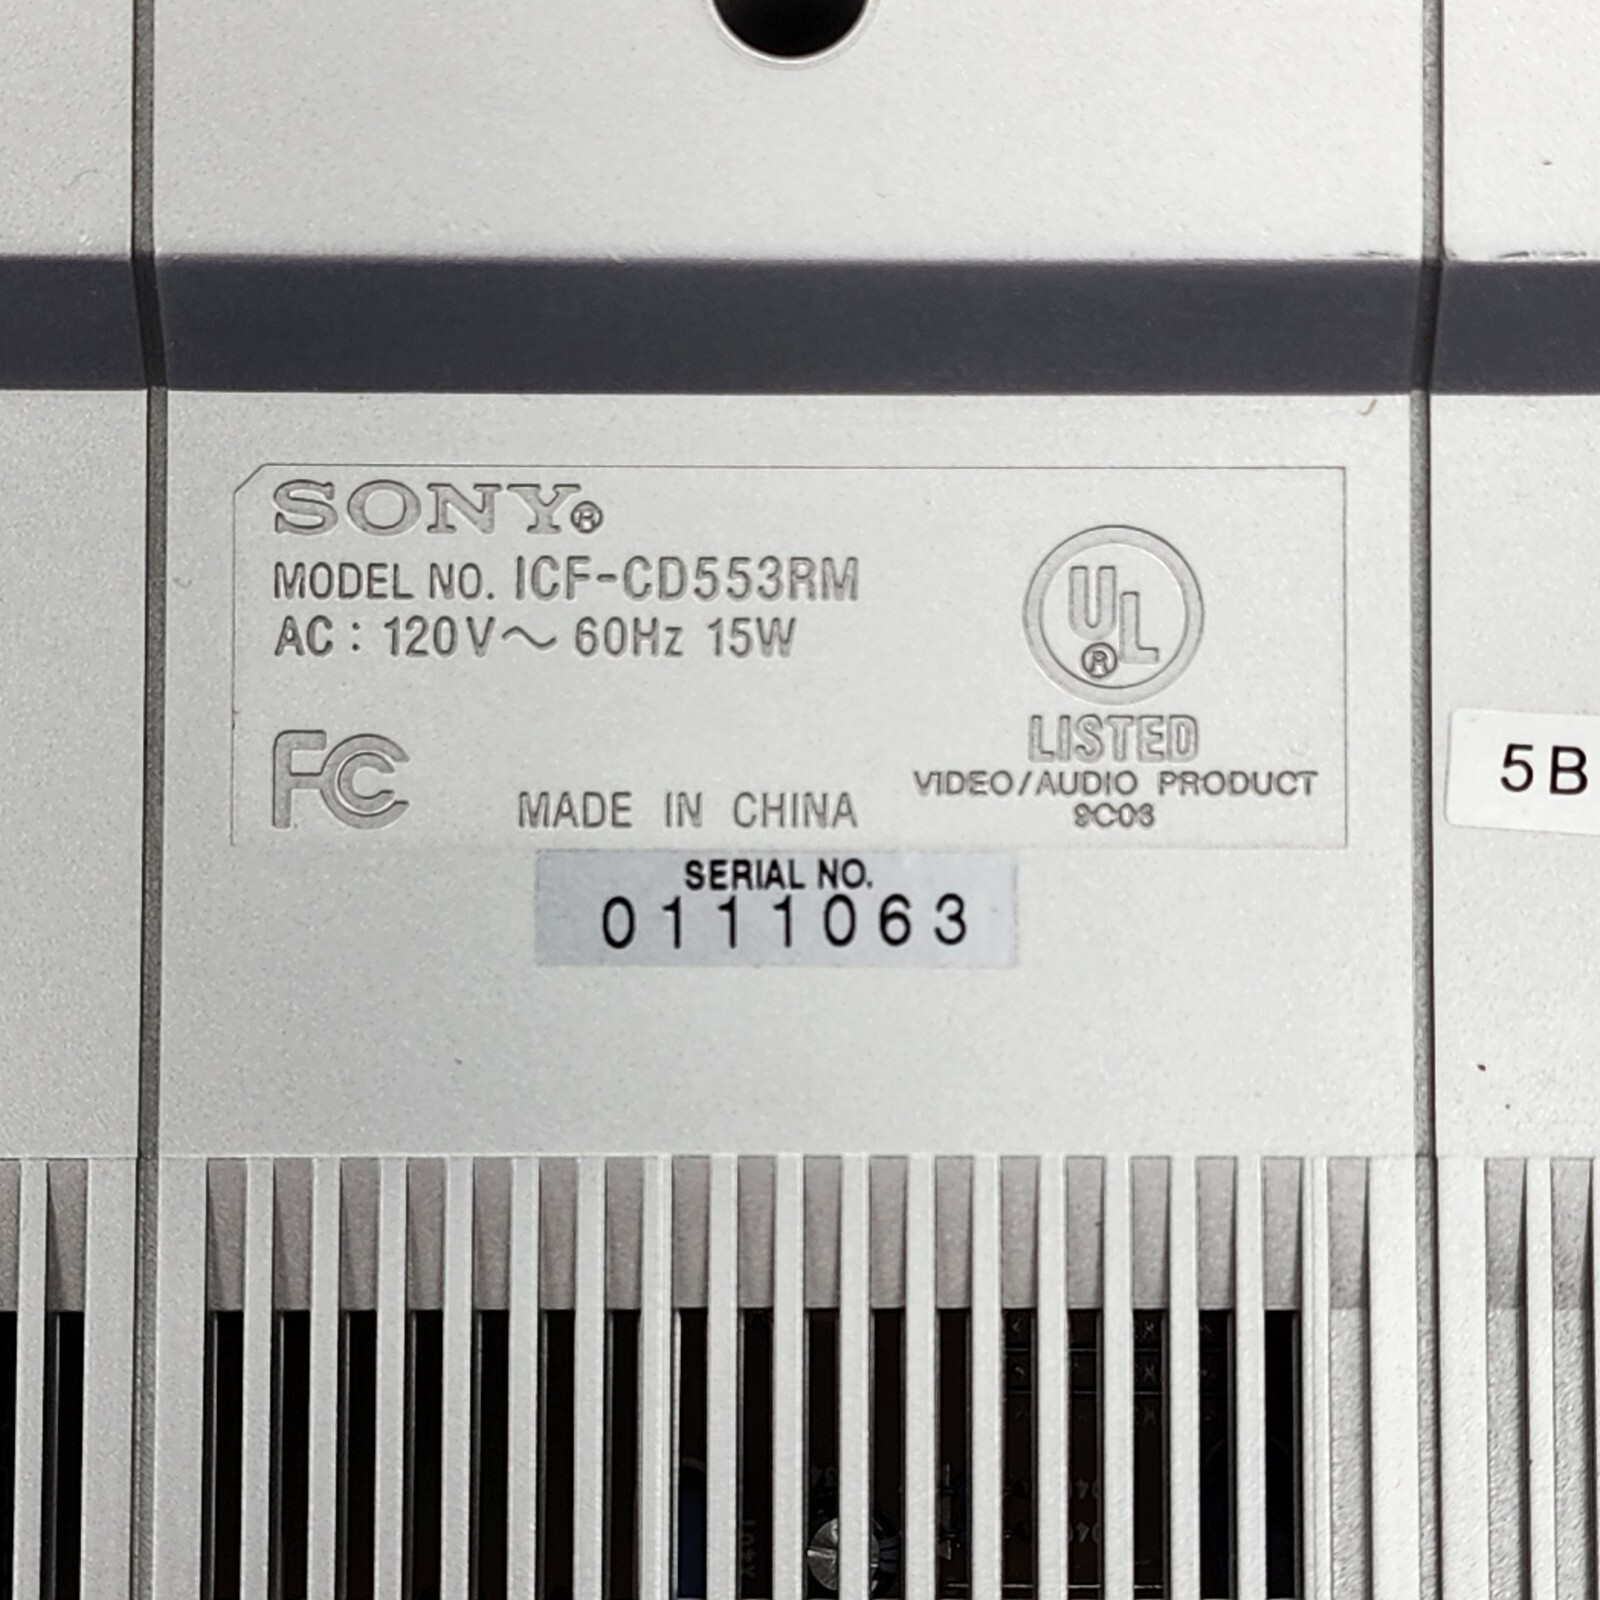 SONY®
MODEL NO. ICF-CD553RM
AC : 120V~ 60Hz 15W
UL®
LISTED
VIDEO/AUDIO PRODUCT
9C03
FC
MADE IN CHINA
5B
SERIAL NO.
0111063